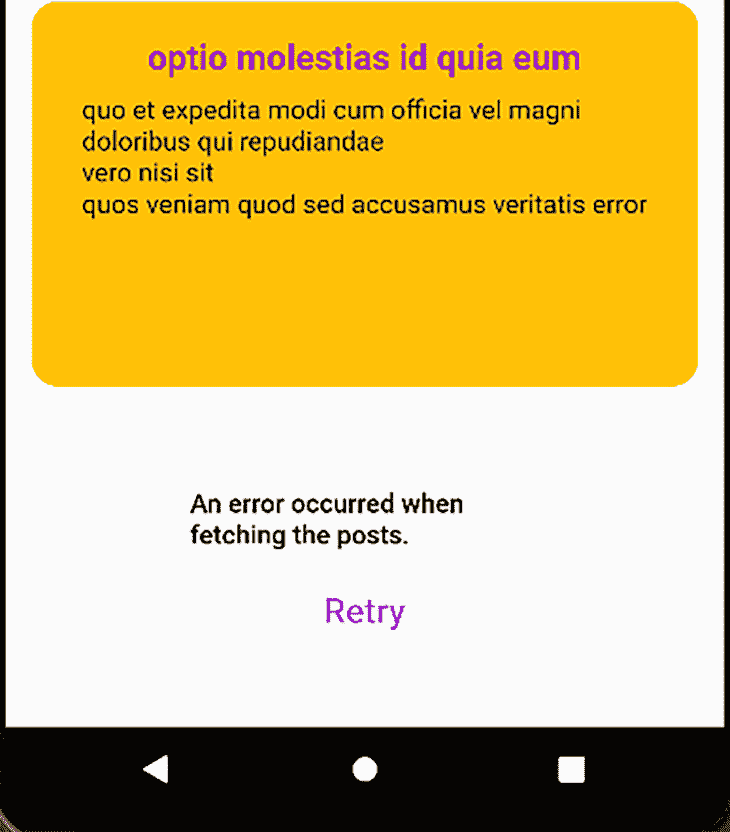 optio molestias id quia eum
quo et expedita modi cum officia vel magni
doloribus qui repudiandae
vero nisi sit
quos veniam quod sed accusamus veritatis error
An error occurred when
fetching the posts.
Retry